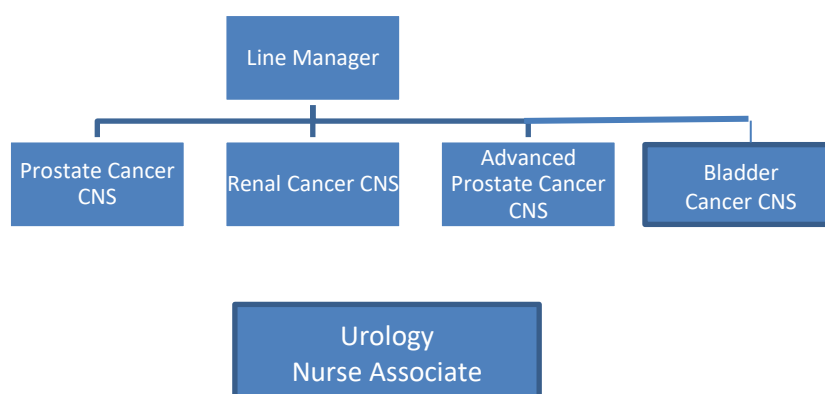 Line Manager
Prostate Cancer
CNS
Renal Cancer CNS
Advanced
Prostate Cancer
CNS
Bladder
Cancer CNS
Urology
Nurse Associate